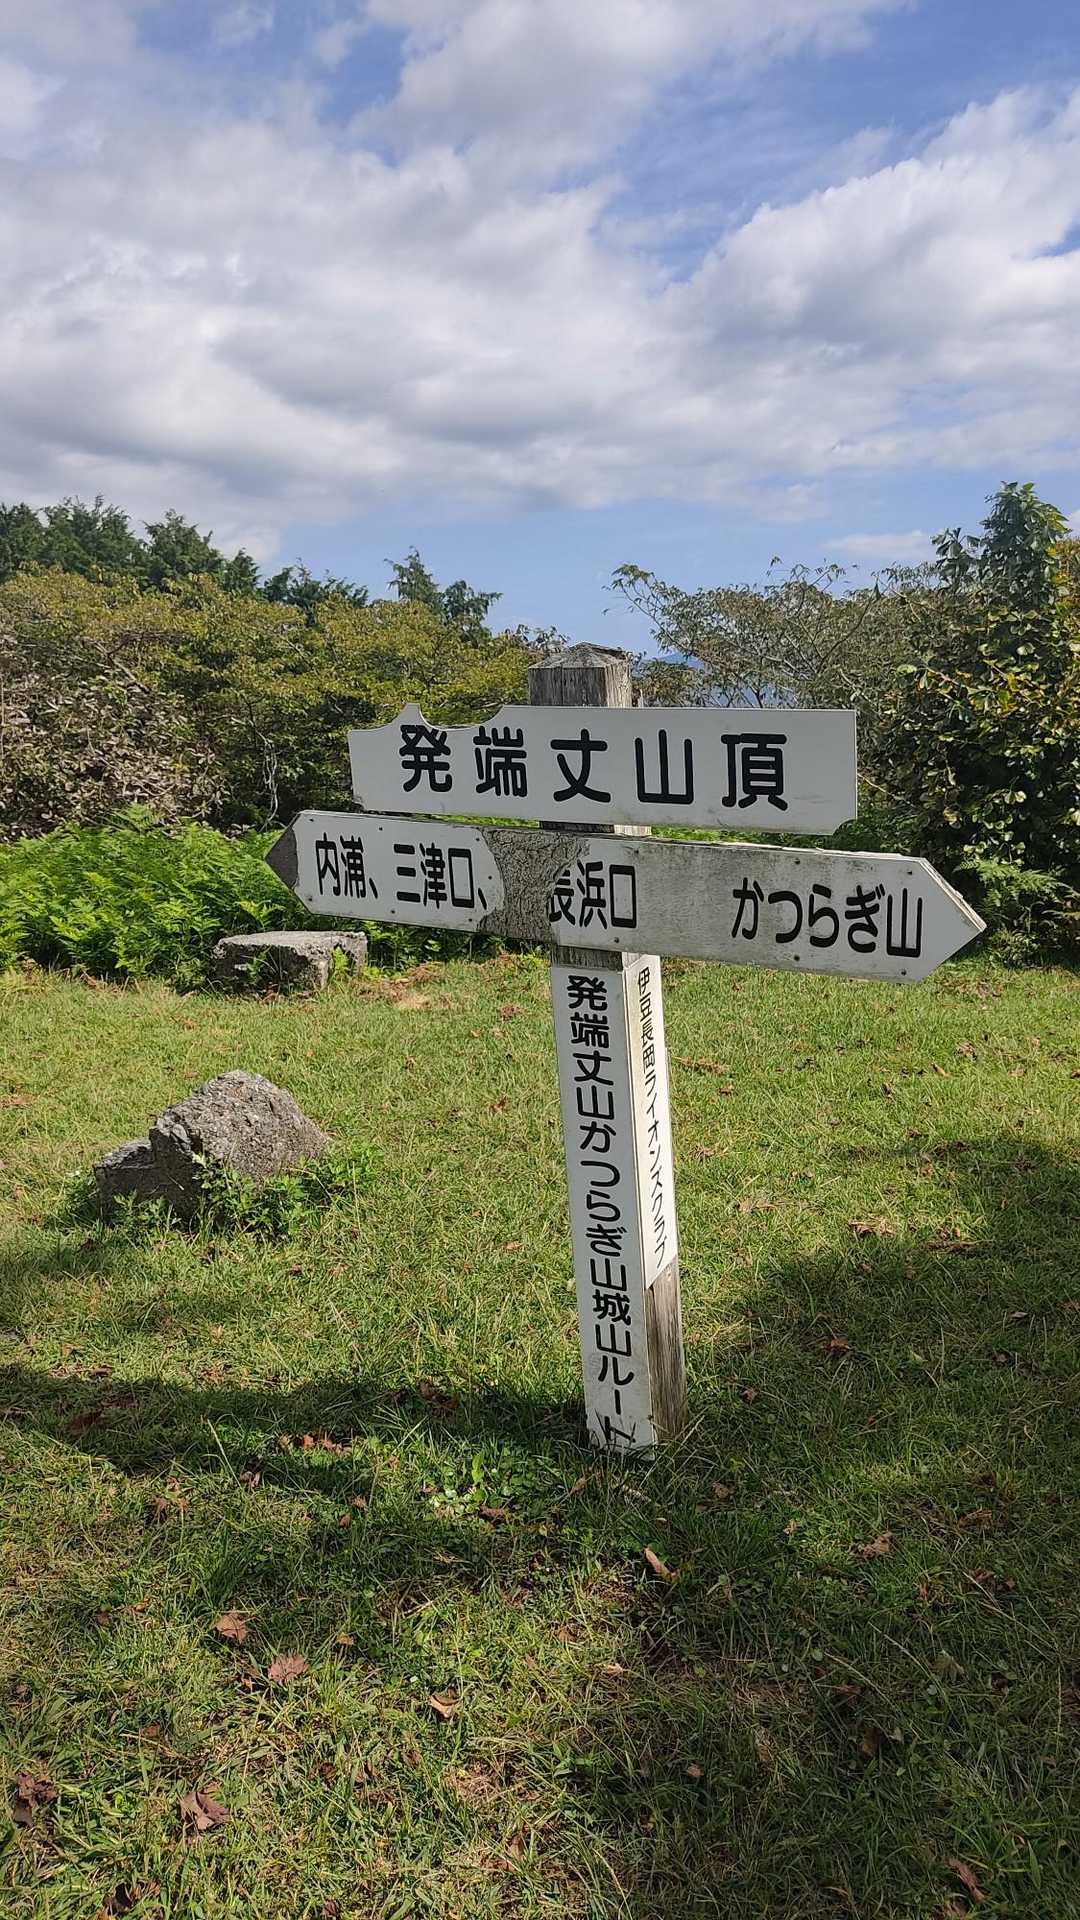 発端丈山頂
内浦、三津口、長浜口 かつらぎ山
発端丈山かつらぎ山城山ルート
伊豆長岡ライオンズクラブ